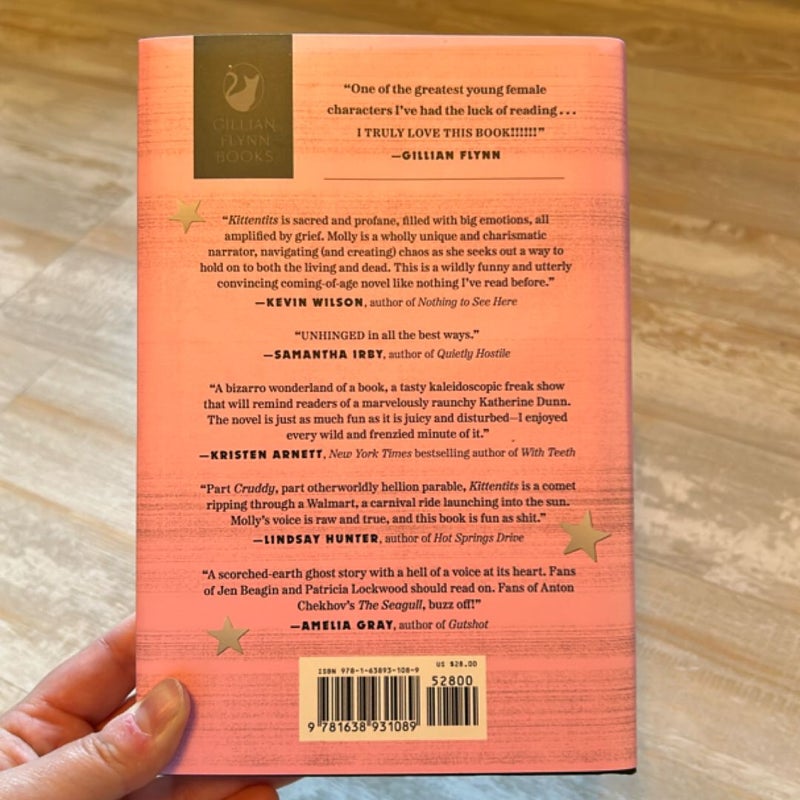 GILLIAN
FLYNN
BOOKS
“One of the greatest young female
characters I’ve had the luck of reading...
I TRULY LOVE THIS BOOK!!!!!!”
—GILLIAN FLYNN
“Kittentits is sacred and profane, filled with big emotions, all
amplified by grief. Molly is a wholly unique and charismatic
narrator, navigating (and creating) chaos as she seeks out a way to
hold on to both the living and dead. This is a wildly funny and utterly
convincing coming-of-age novel like nothing I’ve read before.”
—KEVIN WILSON, author of Nothing to See Here
“UNHINGED in all the best ways.”
—SAMANTHA IRBY, author of Quietly Hostile
“A bizarro wonderland of a book, a tasty kaleidoscopic freak show
that will remind readers of a marvelously raunchy Katherine Dunn.
The novel is just as much fun as it is juicy and disturbed—I enjoyed
every wild and frenzied minute of it.”
—KRISTEN ARNETT, New York Times bestselling author of With Teeth
“Part Cruddy, part otherworldly hellion parable, Kittentits is a comet
ripping through a Walmart, a carnival ride launching into the sun.
Molly’s voice is raw and true, and this book is fun as shit.”
—LINDSAY HUNTER, author of Hot Springs Drive
“A scorched-earth ghost story with a hell of a voice at its heart. Fans
of Jen Beagin and Patricia Lockwood should read on. Fans of Anton
Chekhov’s The Seagull, buzz off!”
—AMELIA GRAY, author of Gutshot
ISBN 978-1-63893-108-9 US $28.00
52800
9 781638 931089